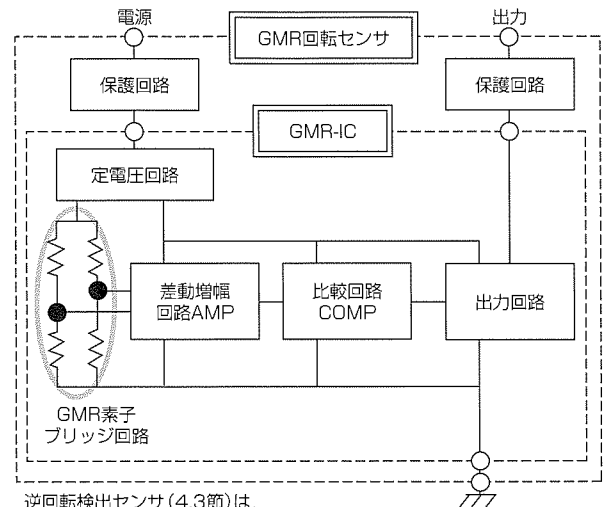 電源
出力
GMR回転センサ
保護回路
保護回路
GMR-IC
定電圧回路
差動増幅
回路AMP
比較回路
COMP
出力回路
GMR素子
ブリッジ回路
逆回転検出センサ(4.3節)は、